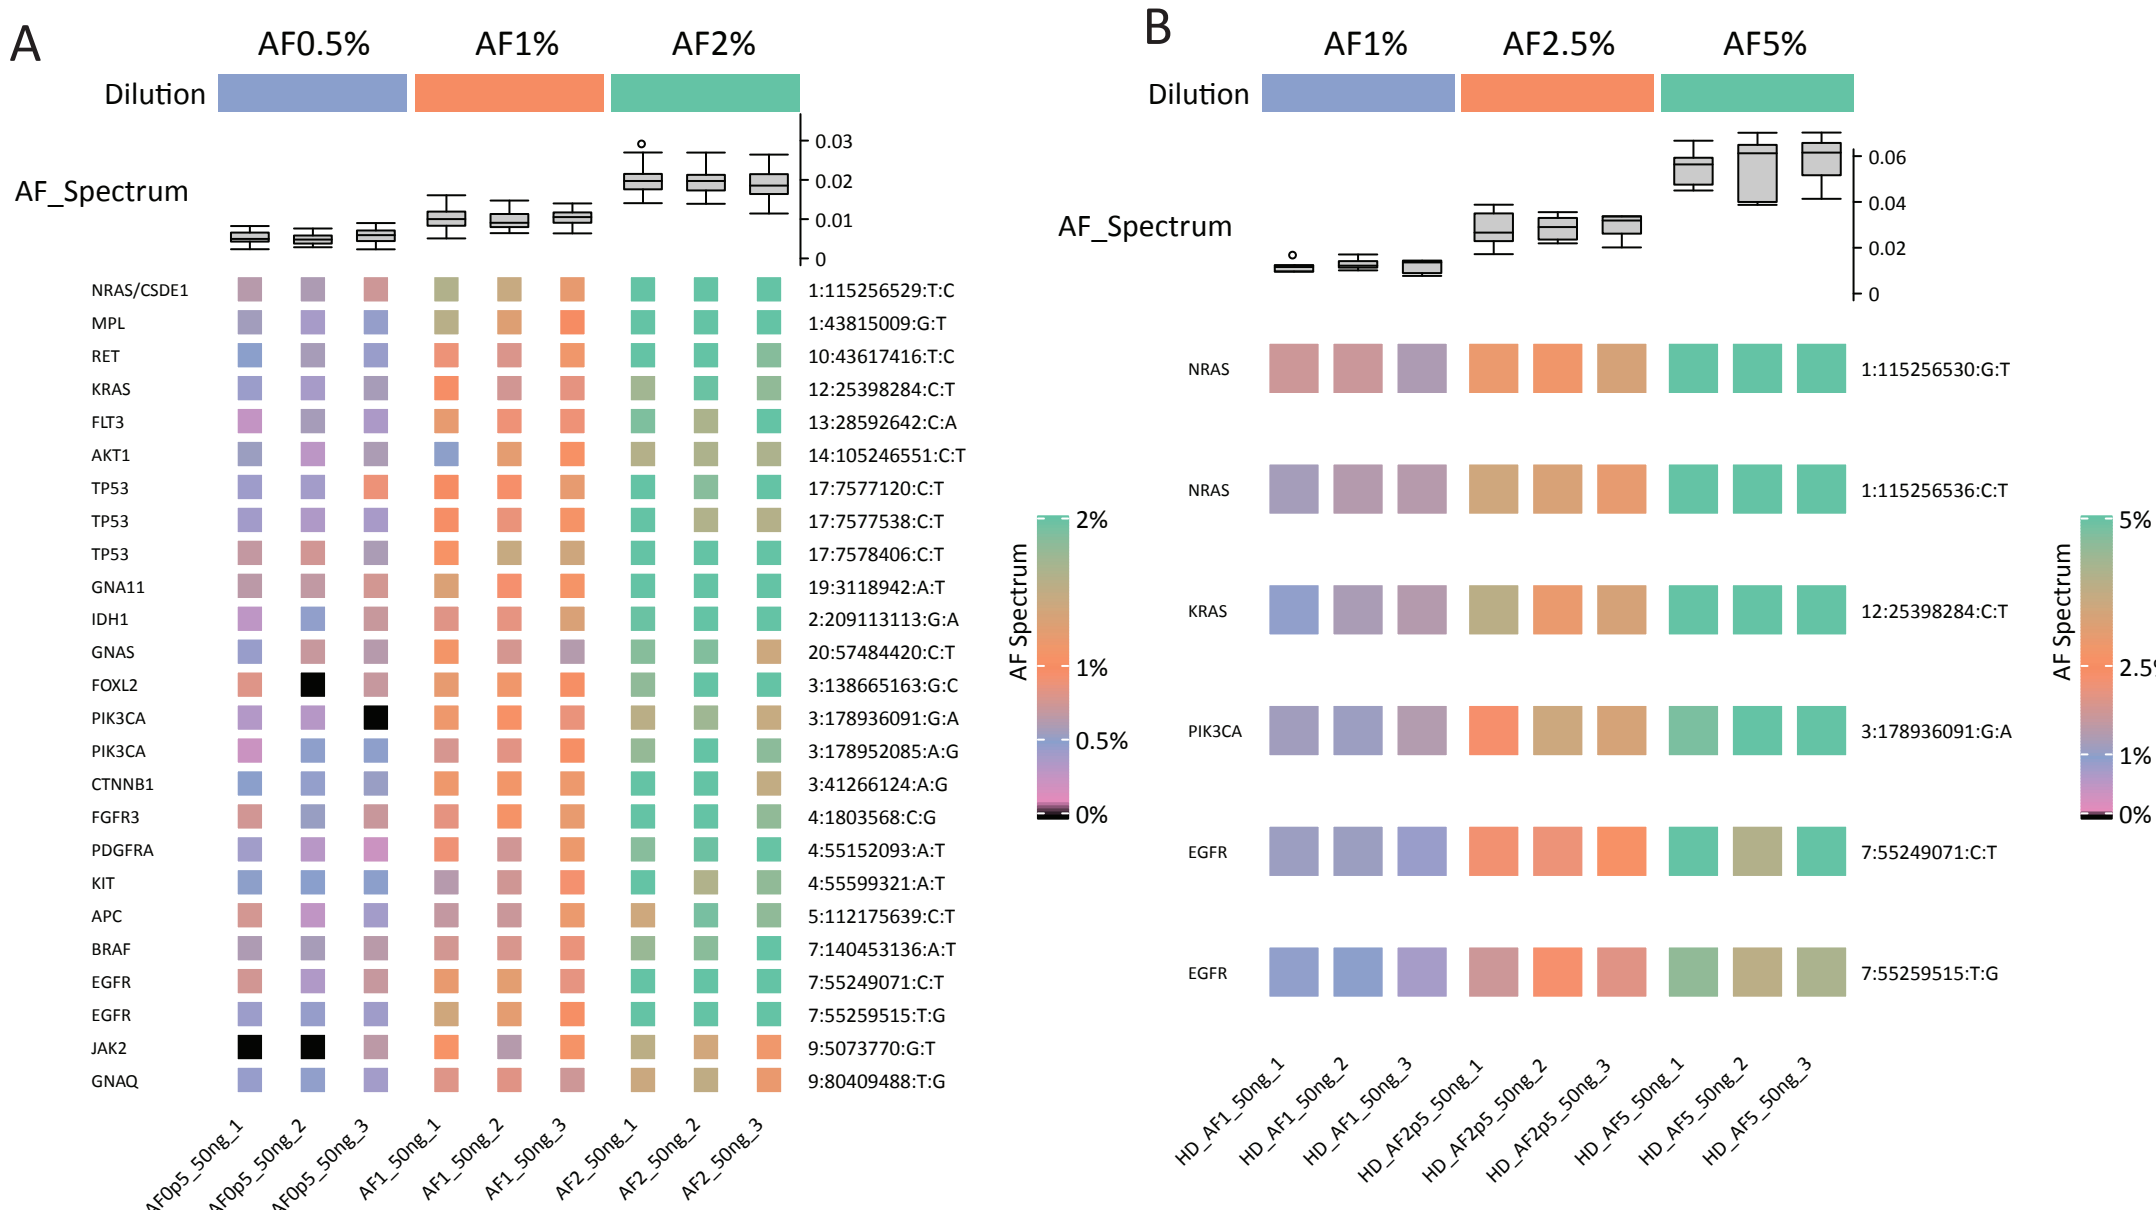 A
AF0.5% AF1% AF2%
Dilution
AF_Spectrum
0.03
0.02
0.01
0
NRAS/CSDE1 1:115256529:T:C
MPL 1:43815009:G:T
RET 10:43617416:T:C
KRAS 12:25398284:C:T
FLT3 13:28592642:C:A
AKT1 14:105246551:C:T
TP53 17:7577120:C:T
TP53 17:7577538:C:T
TP53 17:7578406:C:T
GNA11 19:3118942:A:T
IDH1 2:209113113:G:A
GNAS 20:57484420:C:T
FOXL2 3:138665163:G:C
PIK3CA 3:178936091:G:A
PIK3CA 3:178952085:A:G
CTNNB1 3:41266124:A:G
FGFR3 4:1803568:C:G
PDGFRA 4:55152093:A:T
KIT 4:55599321:A:T
APC 5:112175639:C:T
BRAF 7:140453136:A:T
EGFR 7:55249071:C:T
EGFR 7:55259515:T:G
JAK2 9:5073770:G:T
GNAQ 9:80409488:T:G
AF0p5_50ng_1
AF0p5_50ng_2
AF0p5_50ng_3
AF1_50ng_1
AF1_50ng_2
AF1_50ng_3
AF2_50ng_1
AF2_50ng_2
AF2_50ng_3
AF Spectrum
2%
1%
0.5%
0%
B
AF1% AF2.5% AF5%
Dilution
AF_Spectrum
0.06
0.04
0.02
0
NRAS 1:115256530:G:T
NRAS 1:115256536:C:T
KRAS 12:25398284:C:T
PIK3CA 3:178936091:G:A
EGFR 7:55249071:C:T
EGFR 7:55259515:T:G
HD_AF1_50ng_1
HD_AF1_50ng_2
HD_AF1_50ng_3
HD_AF2p5_50ng_1
HD_AF2p5_50ng_2
HD_AF2p5_50ng_3
HD_AF5_50ng_1
HD_AF5_50ng_2
HD_AF5_50ng_3
AF Spectrum
5%
2.5%
1%
0%